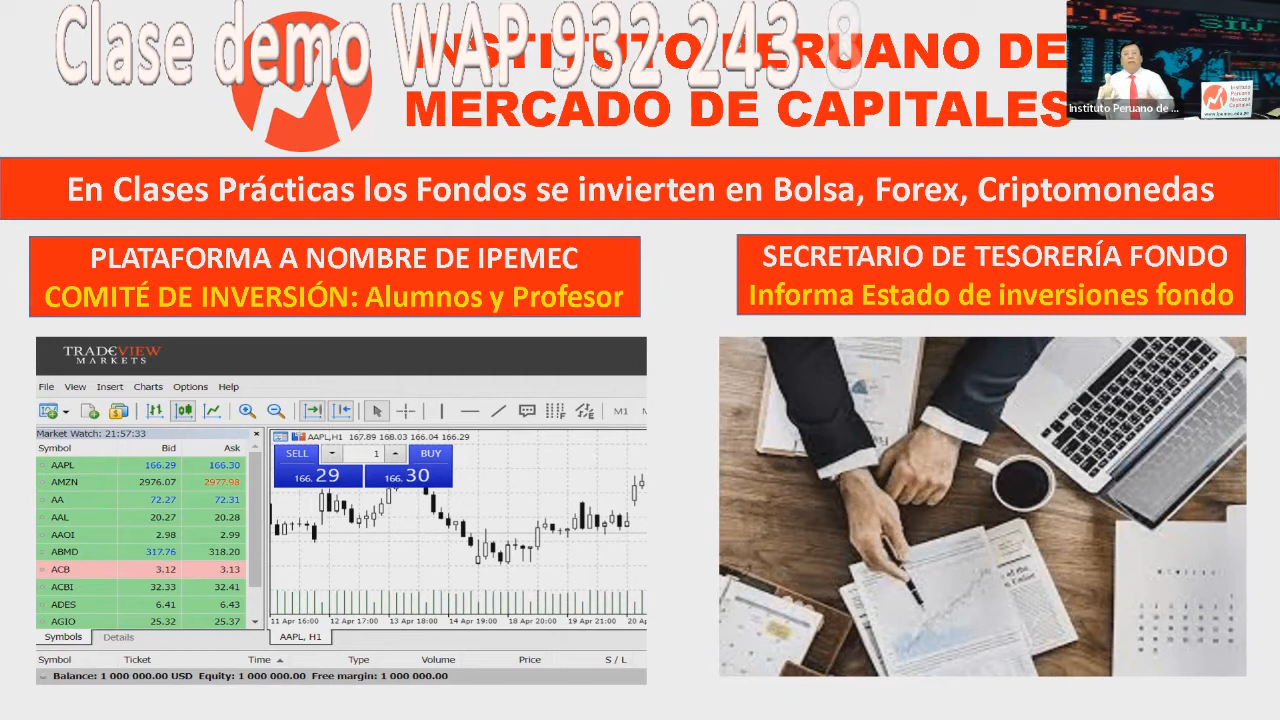 Clase demo WAP 932 243 8
INSTITUTO PERUANO DE
MERCADO DE CAPITALES
Instituto Peruano de ...
Instituto
Peruano
Mercado
Capitales
En Clases Prácticas los Fondos se invierten en Bolsa, Forex, Criptomonedas
PLATAFORMA A NOMBRE DE IPEMEC
COMITÉ DE INVERSIÓN: Alumnos y Profesor
SECRETARIO DE TESORERÍA FONDO
Informa Estado de inversiones fondo
TRADEVIEW
MARKETS
File View Insert Charts Options Help
M1
Market Watch: 21:57:33
Symbol Bid Ask
AAPL 166.29 166.30
AMZN 2976.07 2977.98
AA 72.27 72.31
AAL 20.27 20.28
AAOI 2.98 2.99
ABMD 317.76 318.20
ACB 3.12 3.13
ACBI 32.33 32.41
ADES 6.41 6.43
AGIO 25.32 25.37
Symbols Details
AAPL,H1 167.89 168.03 166.04 166.29
SELL 1 BUY
166.29 166.30
11 Apr 16:00 12 Apr 17:00 13 Apr 18:00 14 Apr 19:00 18 Apr 20:00 19 Apr 21:00 20 Ap
AAPL, H1
Symbol Ticket Time Type Volume Price S / L
Balance: 1 000 000.00 USD Equity: 1 000 000.00 Free margin: 1 000 000.00